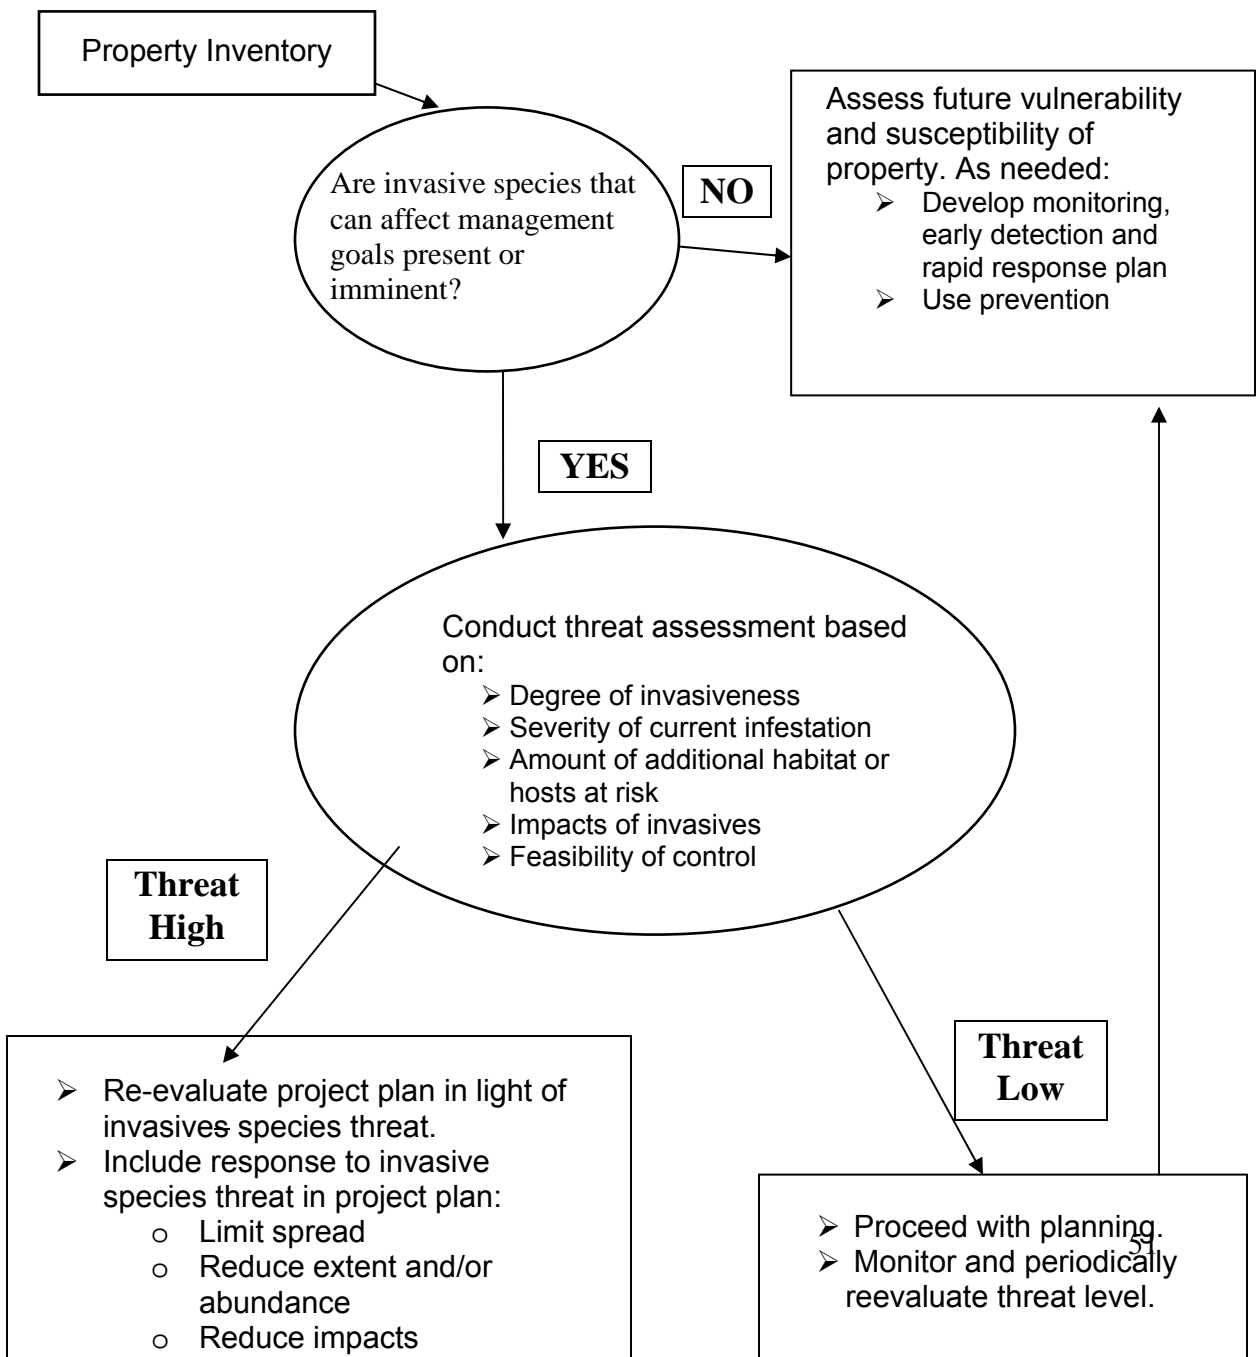 Property Inventory
Are invasive species that
can affect management
goals present or
imminent?
NO
Assess future vulnerability
and susceptibility of
property. As needed:
➢ Develop monitoring,
early detection and
rapid response plan
➢ Use prevention
YES
Conduct threat assessment based
on:
➢ Degree of invasiveness
➢ Severity of current infestation
➢ Amount of additional habitat or
hosts at risk
➢ Impacts of invasives
➢ Feasibility of control
Threat
High
➢ Re-evaluate project plan in light of
invasives species threat.
➢ Include response to invasive
species threat in project plan:
o Limit spread
o Reduce extent and/or
abundance
o Reduce impacts
Threat
Low
➢ Proceed with planning.
51
➢ Monitor and periodically
reevaluate threat level.